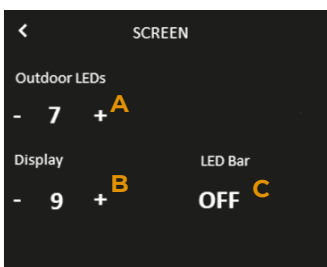 < SCREEN
Outdoor LEDs
- 7 + A
Display LED Bar
- 9 + B OFF C